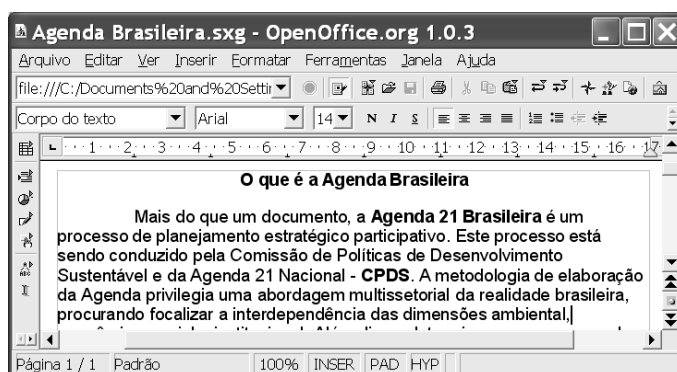 Agenda Brasileira.sxg - OpenOffice.org 1.0.3
Arquivo Editar Ver Inserir Formatar Ferramentas Janela Ajuda
file:///C:/Documents%20and%20Settir
Corpo do texto Arial 14 N I S
1 2 3 4 5 6 7 8 9 10 11 12 13 14 15 16 17
O que é a Agenda Brasileira
Mais do que um documento, a Agenda 21 Brasileira é um
processo de planejamento estratégico participativo. Este processo está
sendo conduzido pela Comissão de Políticas de Desenvolvimento
Sustentável e da Agenda 21 Nacional - CPDS. A metodologia de elaboração
da Agenda privilegia uma abordagem multissetorial da realidade brasileira,
procurando focalizar a interdependência das dimensões ambiental,
Página 1 / 1 Padrão 100% INSER PAD HYP